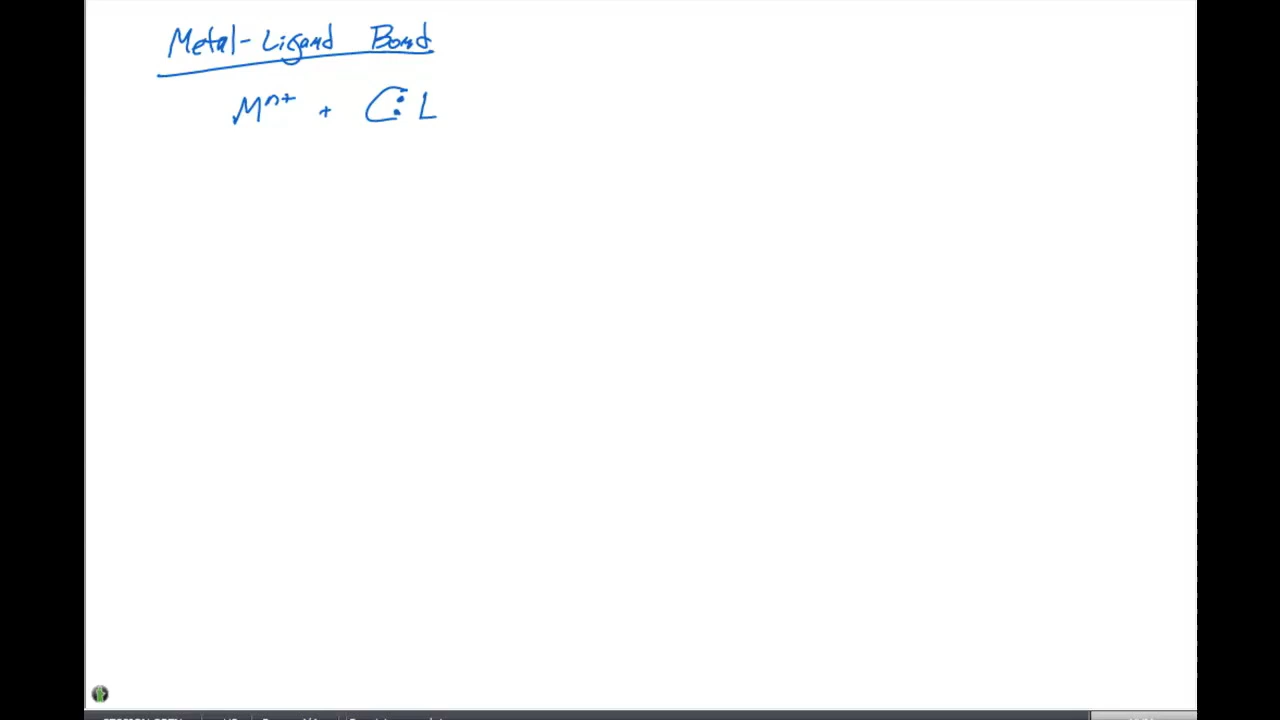 Metal-Ligand Bond
Mⁿ⁺ + :L